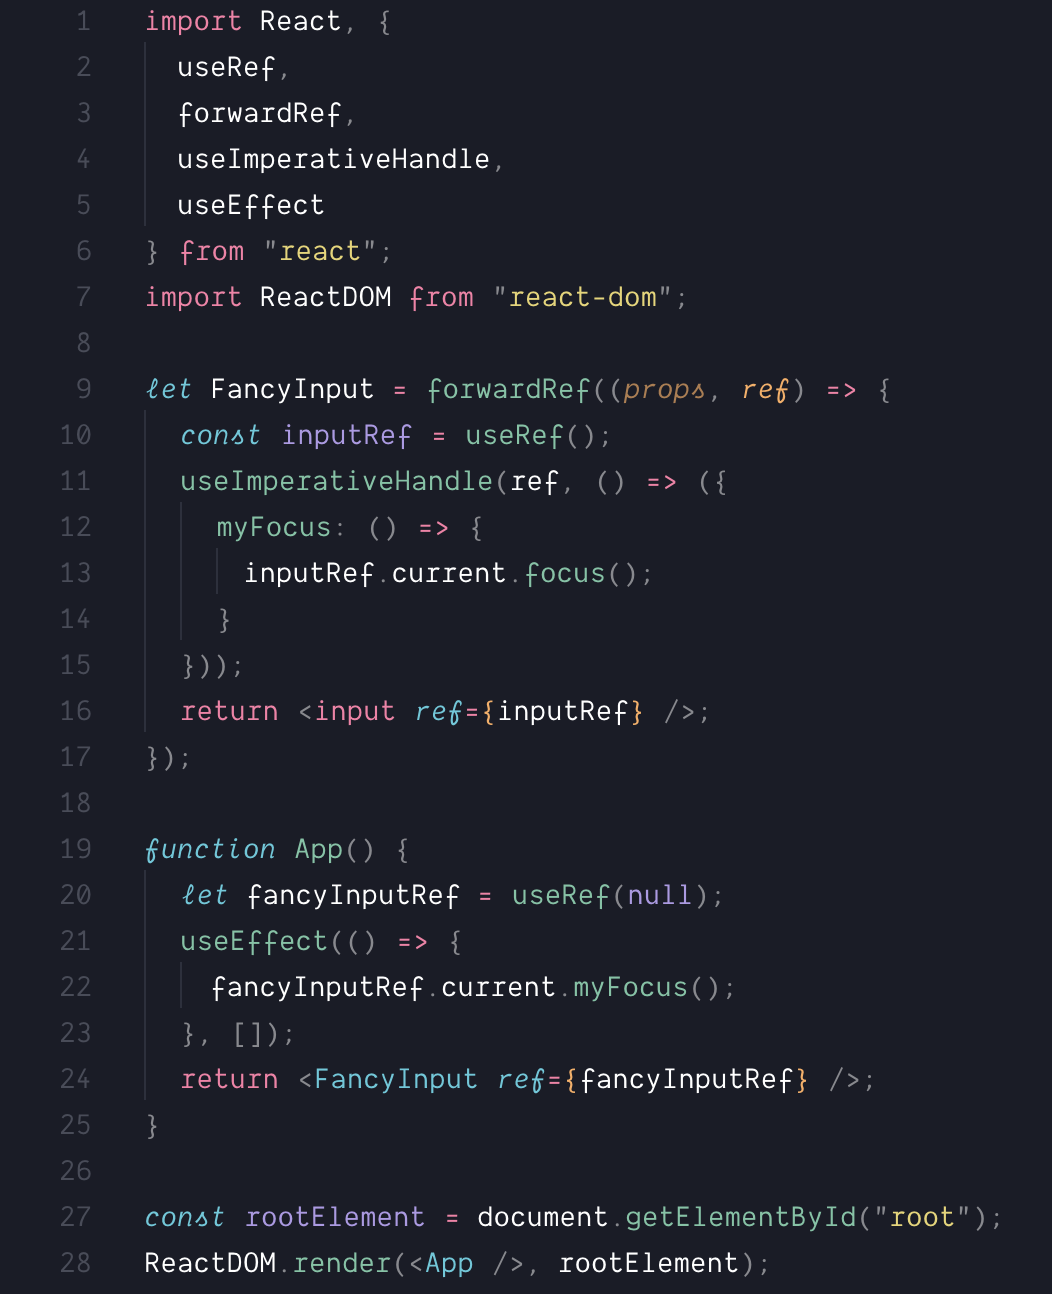 1 import React, {
2 useRef,
3 forwardRef,
4 useImperativeHandle,
5 useEffect
6 } from "react";
7 import ReactDOM from "react-dom";
8
9 let FancyInput = forwardRef((props, ref) => {
10 const inputRef = useRef();
11 useImperativeHandle(ref, () => ({
12 myFocus: () => {
13 inputRef.current.focus();
14 }
15 }));
16 return <input ref={inputRef} />;
17 });
18
19 function App() {
20 let fancyInputRef = useRef(null);
21 useEffect(() => {
22 fancyInputRef.current.myFocus();
23 }, []);
24 return <FancyInput ref={fancyInputRef} />;
25 }
26
27 const rootElement = document.getElementById("root");
28 ReactDOM.render(<App />, rootElement);